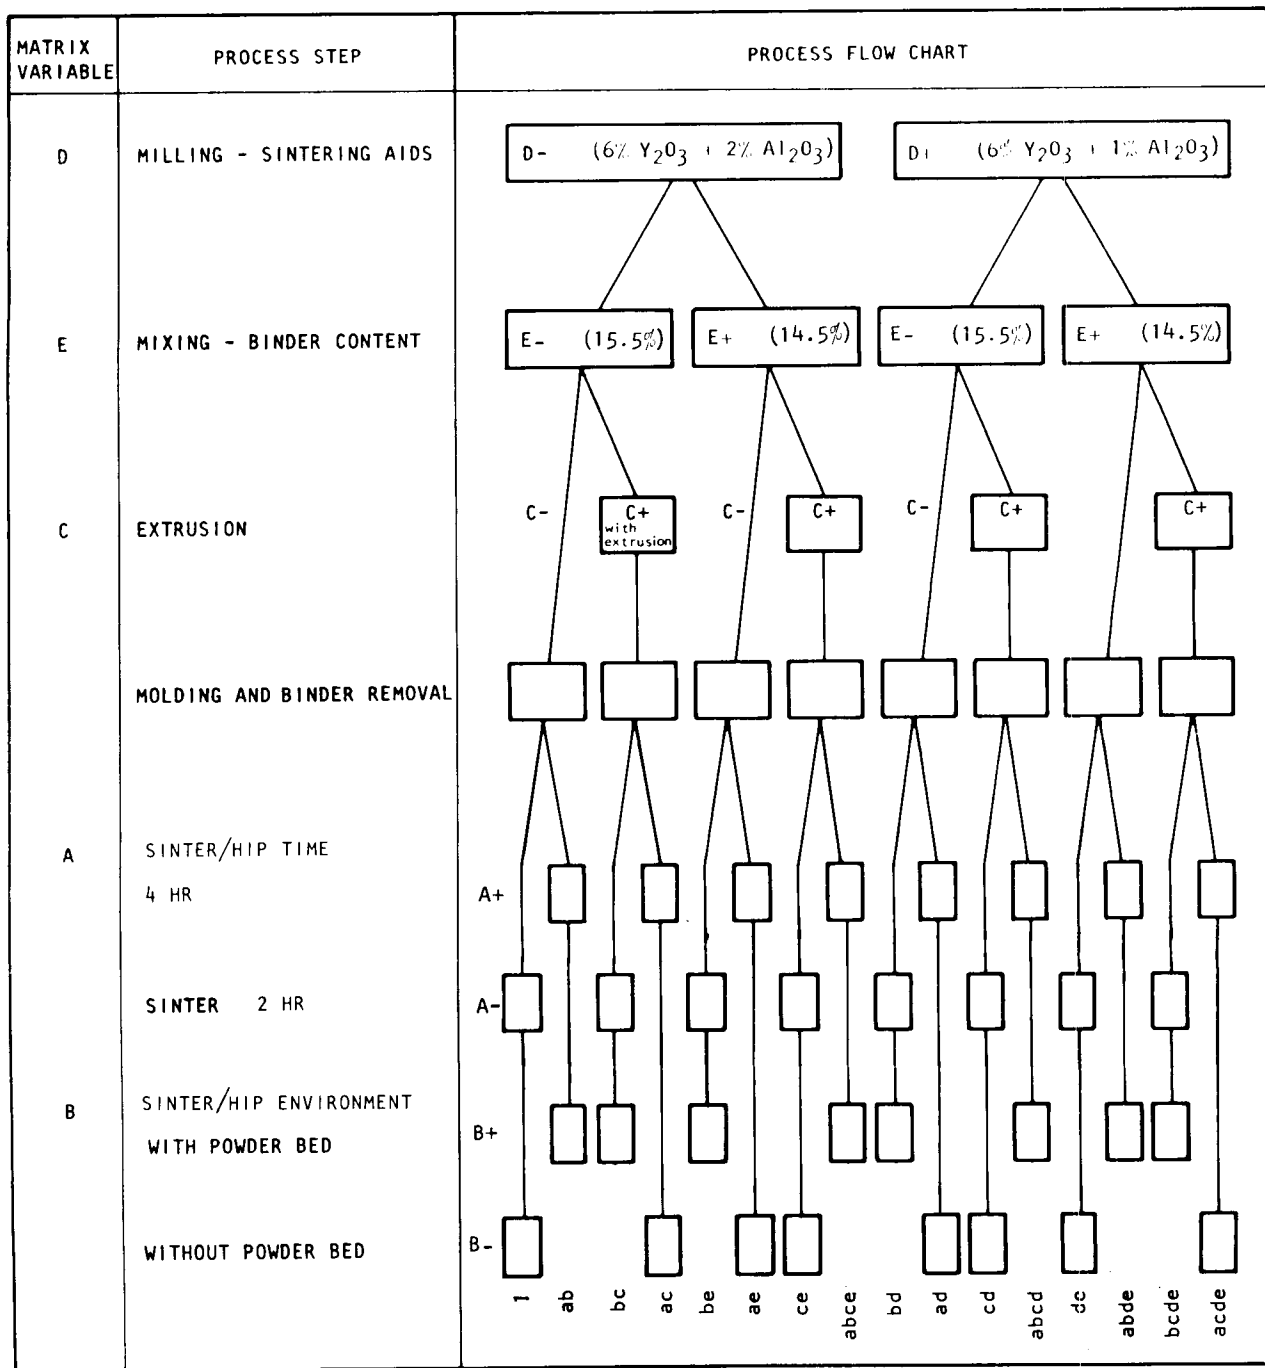 MATRIX VARIABLE
PROCESS STEP
PROCESS FLOW CHART
D
MILLING - SINTERING AIDS
D- (6% Y2O3 + 2% Al2O3)
D+ (6% Y2O3 + 1% Al2O3)
E
MIXING - BINDER CONTENT
E- (15.5%)
E+ (14.5%)
E- (15.5%)
E+ (14.5%)
C
EXTRUSION
C-
C+
with
extrusion
C-
C+
C-
C+
C+
MOLDING AND BINDER REMOVAL
A
SINTER/HIP TIME
4 HR
A+
SINTER 2 HR
A-
B
SINTER/HIP ENVIRONMENT
WITH POWDER BED
B+
WITHOUT POWDER BED
B-
1
ab
bc
ac
be
ae
ce
abce
bd
ad
cd
abcd
de
abde
bcde
acde